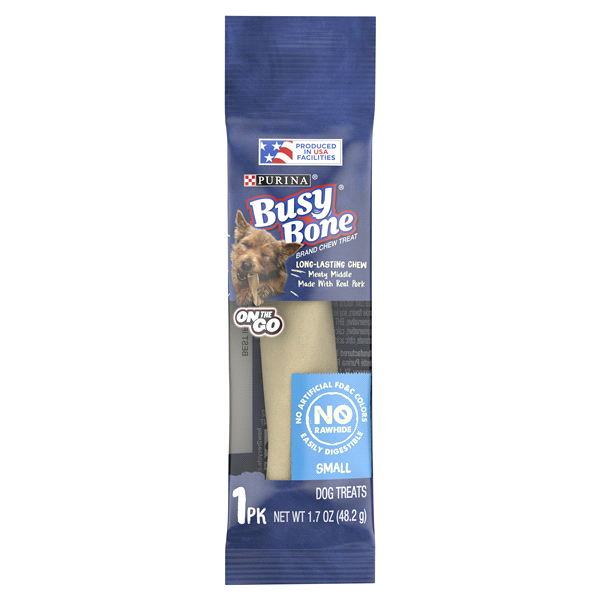 PRODUCED
IN USA
FACILITIES
PURINA®
Busy®
Bone
BRAND CHEW TREAT
LONG-LASTING CHEW
Meaty Middle
Made With Real Pork
ON THE
GO
NO ARTIFICIAL FD&C COLORS
NO
RAWHIDE
EASILY DIGESTIBLE
SMALL
1PK
DOG TREATS
NET WT 1.7 OZ (48.2 g)